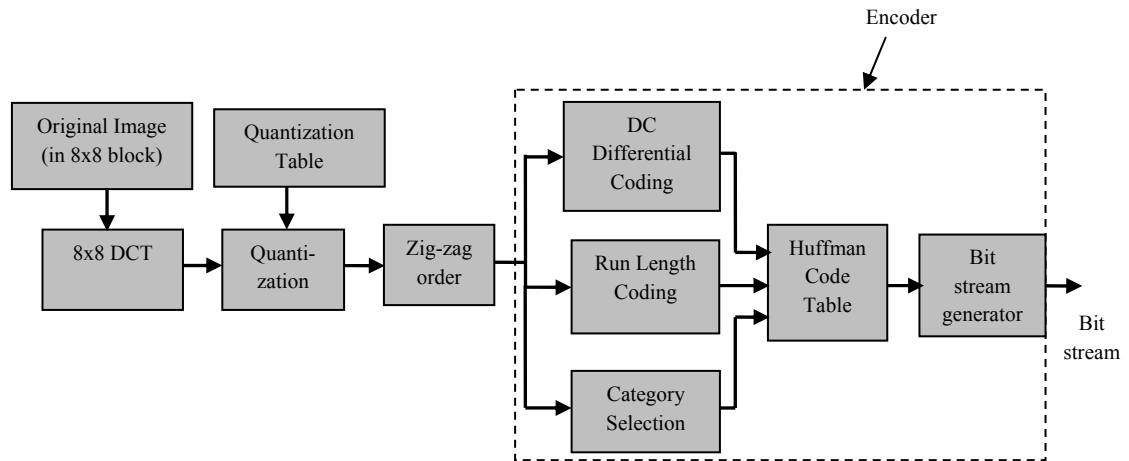 Encoder
Original Image
(in 8x8 block)
Quantization
Table
DC
Differential
Coding
8x8 DCT
Quanti-
zation
Zig-zag
order
Run Length
Coding
Huffman
Code
Table
Bit
stream
generator
Bit
stream
Category
Selection